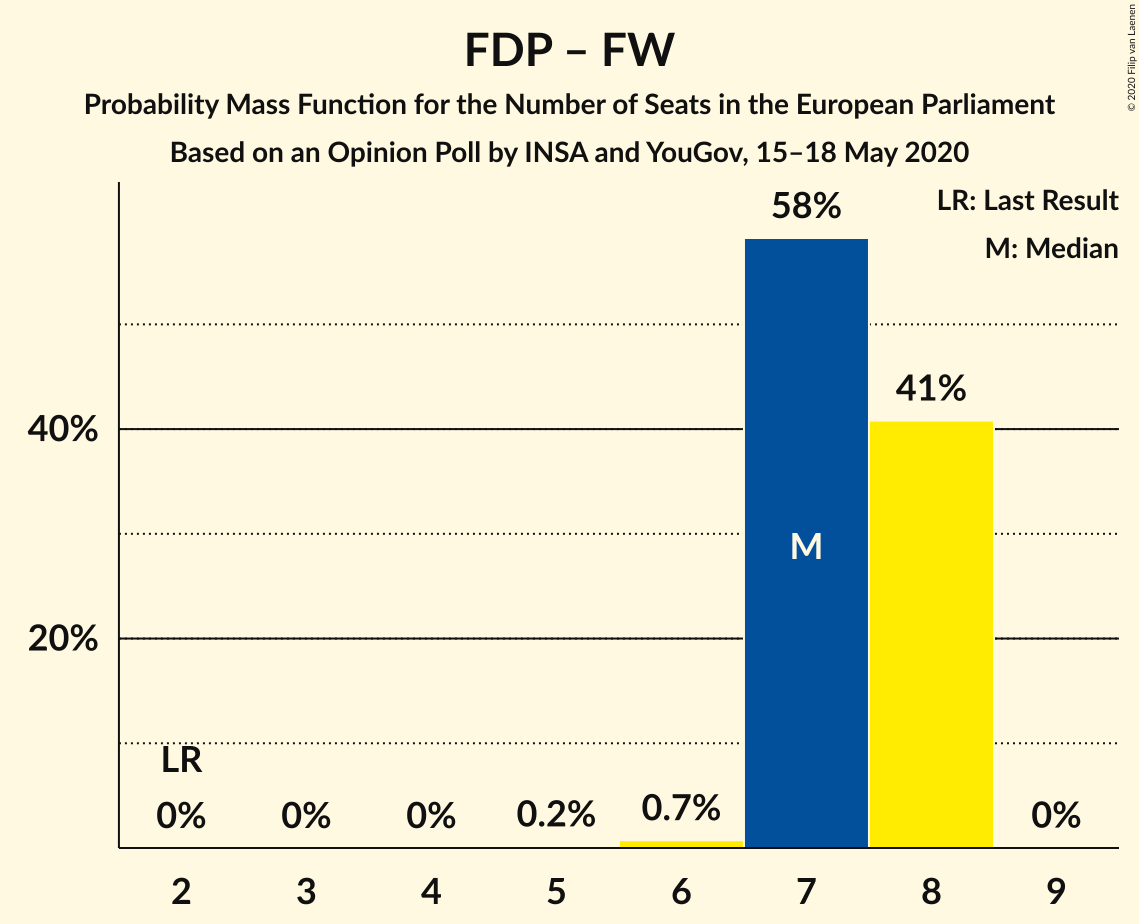 FDP – FW
Probability Mass Function for the Number of Seats in the European Parliament
Based on an Opinion Poll by INSA and YouGov, 15–18 May 2020
© 2020 Filip van Laenen
LR: Last Result
M: Median
58%
41%
40%
M
20%
LR
0%
0%
0%
0.2%
0.7%
0%
2
3
4
5
6
7
8
9